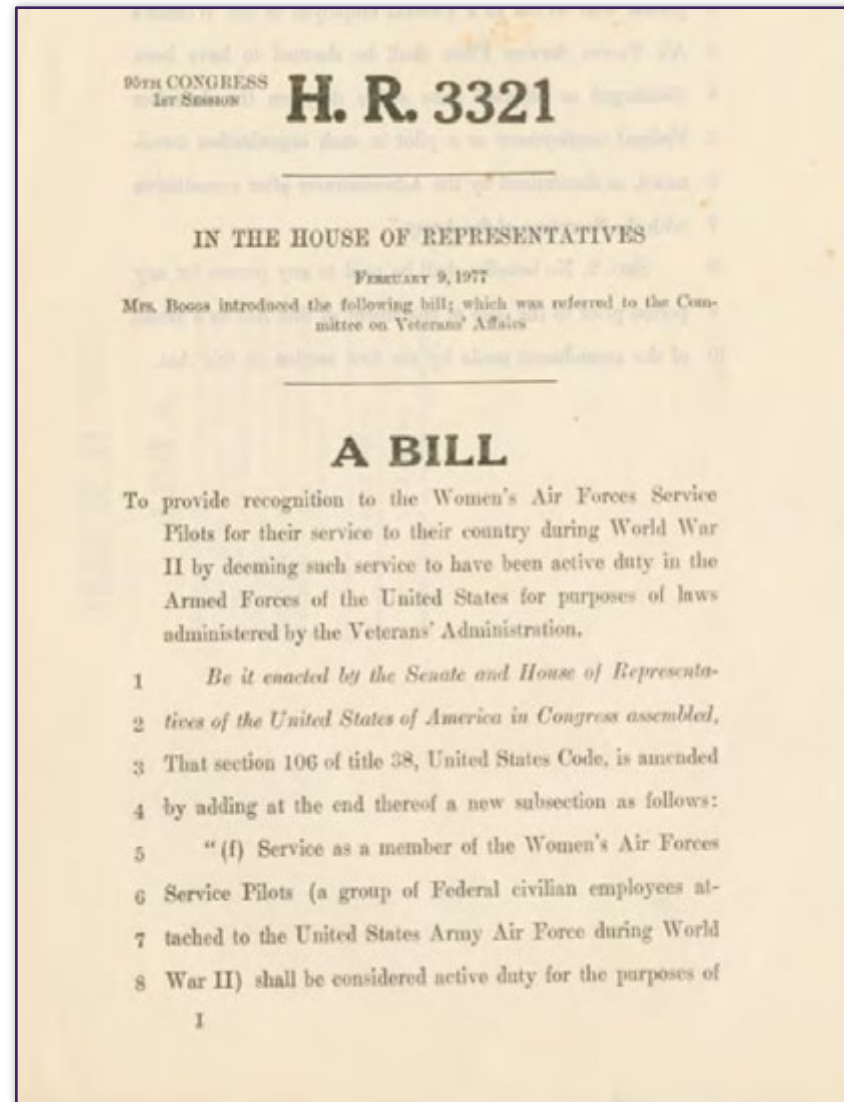 95TH CONGRESS
1ST SESSION
H. R. 3321
IN THE HOUSE OF REPRESENTATIVES
FEBRUARY 9, 1977
Mrs. BOGGS introduced the following bill; which was referred to the Com-
mittee on Veterans' Affairs
A BILL
To provide recognition to the Women's Air Forces Service
Pilots for their service to their country during World War
II by deeming such service to have been active duty in the
Armed Forces of the United States for purposes of laws
administered by the Veterans' Administration.
1 Be it enacted by the Senate and House of Representa-
2 tives of the United States of America in Congress assembled,
3 That section 106 of title 38, United States Code, is amended
4 by adding at the end thereof a new subsection as follows:
5 "(f) Service as a member of the Women's Air Forces
6 Service Pilots (a group of Federal civilian employees at-
7 tached to the United States Army Air Force during World
8 War II) shall be considered active duty for the purposes of
I